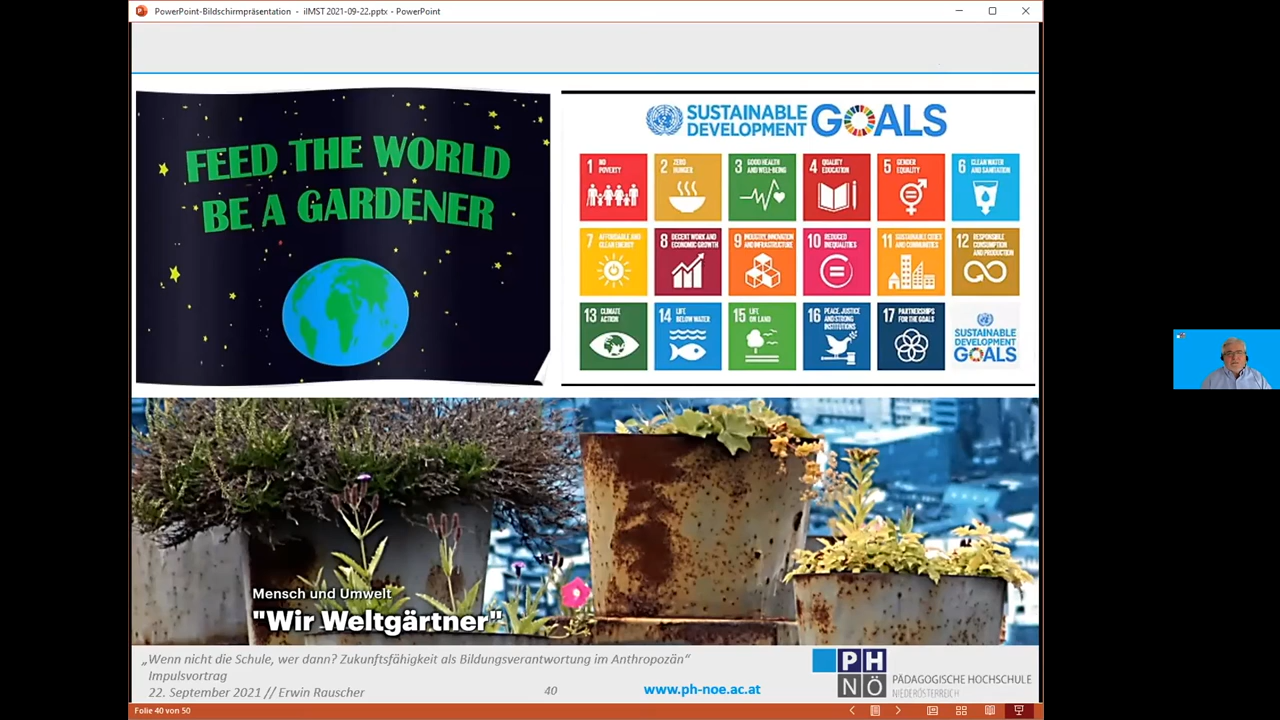 PowerPoint-Bildschirmpräsentation - iIMST 2021-09-22.pptx - PowerPoint
FEED THE WORLD
BE A GARDENER
SUSTAINABLE
DEVELOPMENT
GOALS
1 NO
POVERTY
2 ZERO
HUNGER
3 GOOD HEALTH
AND WELL-BEING
4 QUALITY
EDUCATION
5 GENDER
EQUALITY
6 CLEAN WATER
AND SANITATION
7 AFFORDABLE AND
CLEAN ENERGY
8 DECENT WORK AND
ECONOMIC GROWTH
9 INDUSTRY, INNOVATION
AND INFRASTRUCTURE
10 REDUCED
INEQUALITIES
11 SUSTAINABLE CITIES
AND COMMUNITIES
12 RESPONSIBLE
CONSUMPTION
AND PRODUCTION
13 CLIMATE
ACTION
14 LIFE
BELOW WATER
15 LIFE
ON LAND
16 PEACE, JUSTICE
AND STRONG
INSTITUTIONS
17 PARTNERSHIPS
FOR THE GOALS
SUSTAINABLE
DEVELOPMENT
GOALS
Mensch und Umwelt
"Wir Weltgärtner"
„Wenn nicht die Schule, wer dann? Zukunftsfähigkeit als Bildungsverantwortung im Anthropozän“
Impulsvortrag
22. September 2021 // Erwin Rauscher
40
www.ph-noe.ac.at
PH
NÖ
PÄDAGOGISCHE HOCHSCHULE
NIEDERÖSTERREICH
Folie 40 von 50